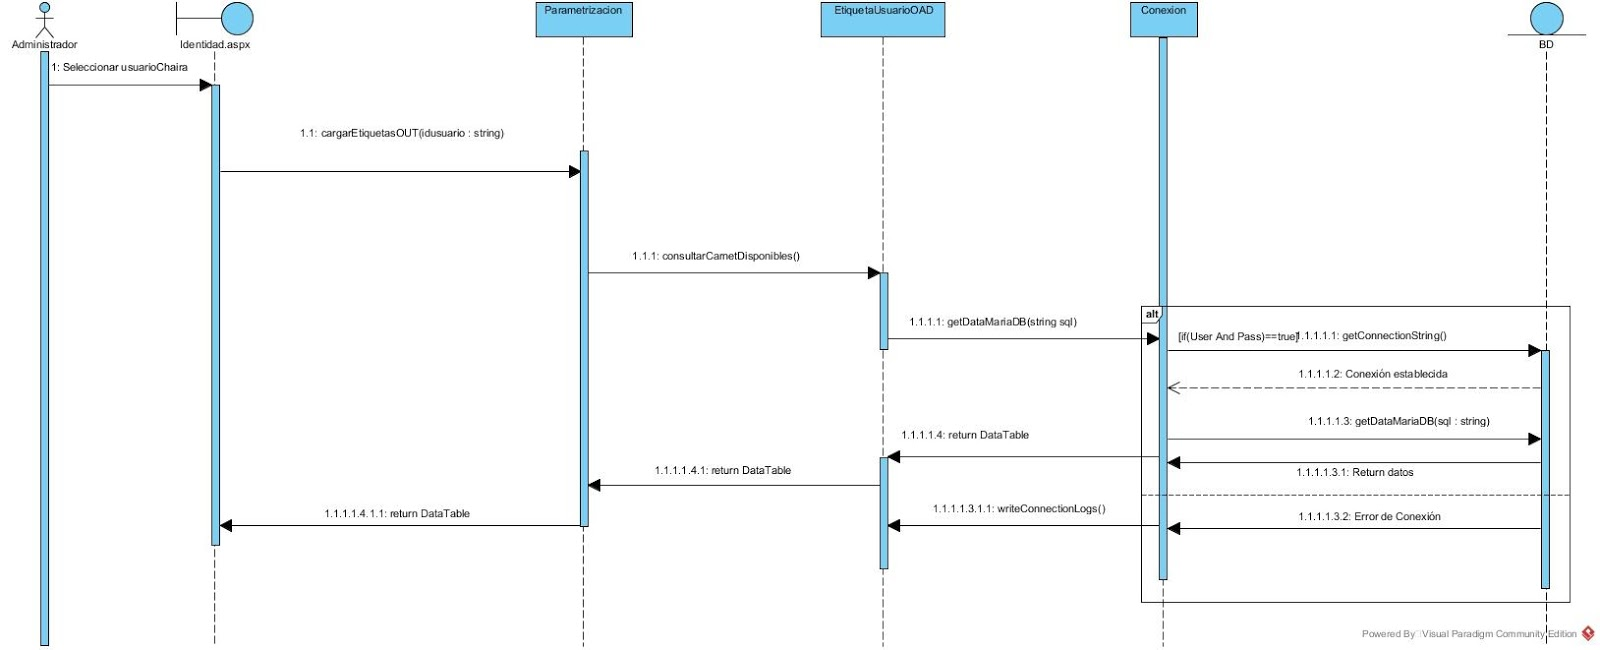 Parametrizacion
EtiquetaUsuarioOAD
Conexion
Administrador
Identidad.aspx
BD
1: Seleccionar usuarioChaira
1.1: cargarEtiquetasOUT(idusuario : string)
1.1.1: consultarCarnetDisponibles()
1.1.1.1: getDataMariaDB(string sql)
alt
[if(User And Pass)==true]
1.1.1.1.1: getConnectionString()
1.1.1.1.2: Conexión establecida
1.1.1.1.3: getDataMariaDB(sql : string)
1.1.1.1.4: return DataTable
1.1.1.1.3.1: Return datos
1.1.1.1.4.1: return DataTable
1.1.1.1.4.1.1: return DataTable
1.1.1.1.3.1.1: writeConnectionLogs()
1.1.1.1.3.2: Error de Conexión
Powered By Visual Paradigm Community Edition